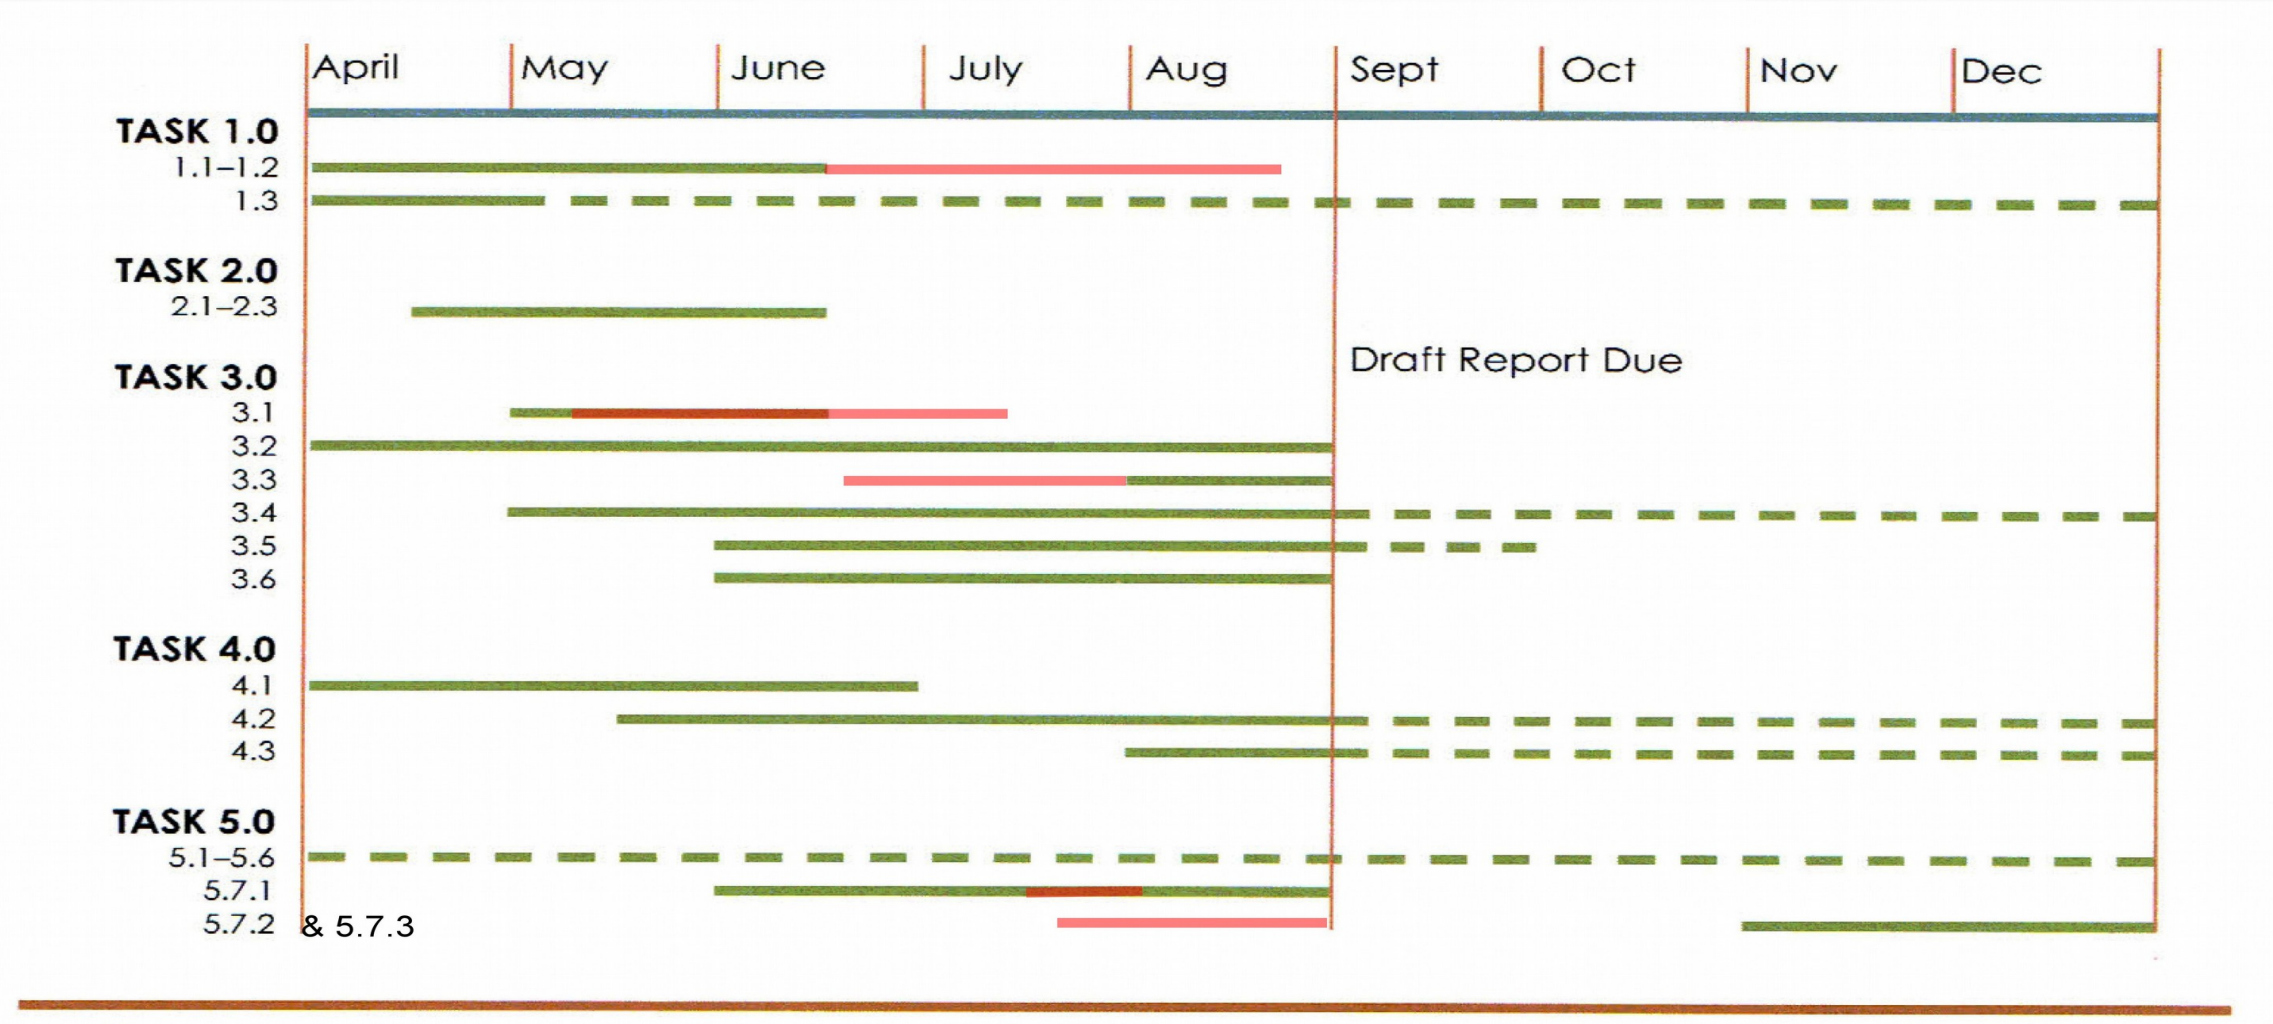 April May June July Aug Sept Oct Nov Dec
TASK 1.0
1.1–1.2
1.3
TASK 2.0
2.1–2.3
Draft Report Due
TASK 3.0
3.1
3.2
3.3
3.4
3.5
3.6
TASK 4.0
4.1
4.2
4.3
TASK 5.0
5.1–5.6
5.7.1
5.7.2 & 5.7.3